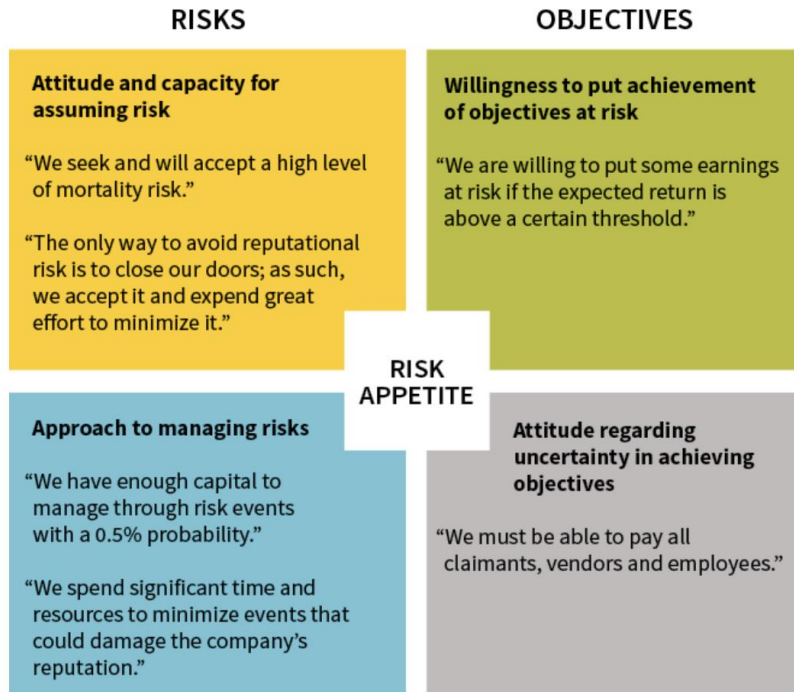 RISKS
OBJECTIVES
Attitude and capacity for
assuming risk
“We seek and will accept a high level
of mortality risk.”
“The only way to avoid reputational
risk is to close our doors; as such,
we accept it and expend great
effort to minimize it.”
Willingness to put achievement
of objectives at risk
“We are willing to put some earnings
at risk if the expected return is
above a certain threshold.”
RISK
APPETITE
Approach to managing risks
“We have enough capital to
manage through risk events
with a 0.5% probability.”
“We spend significant time and
resources to minimize events that
could damage the company’s
reputation.”
Attitude regarding
uncertainty in achieving
objectives
“We must be able to pay all
claimants, vendors and employees.”